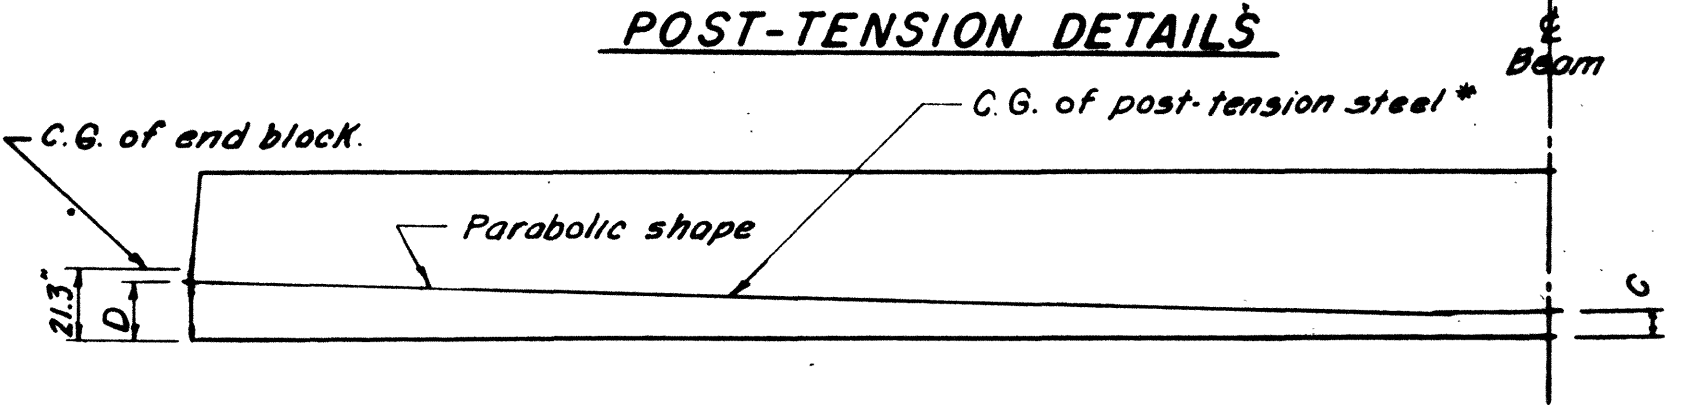 POST-TENSION DETAILS
℄
Beam
C.G. of post-tension steel *
C.G. of end block.
Parabolic shape
21.3"
D
C